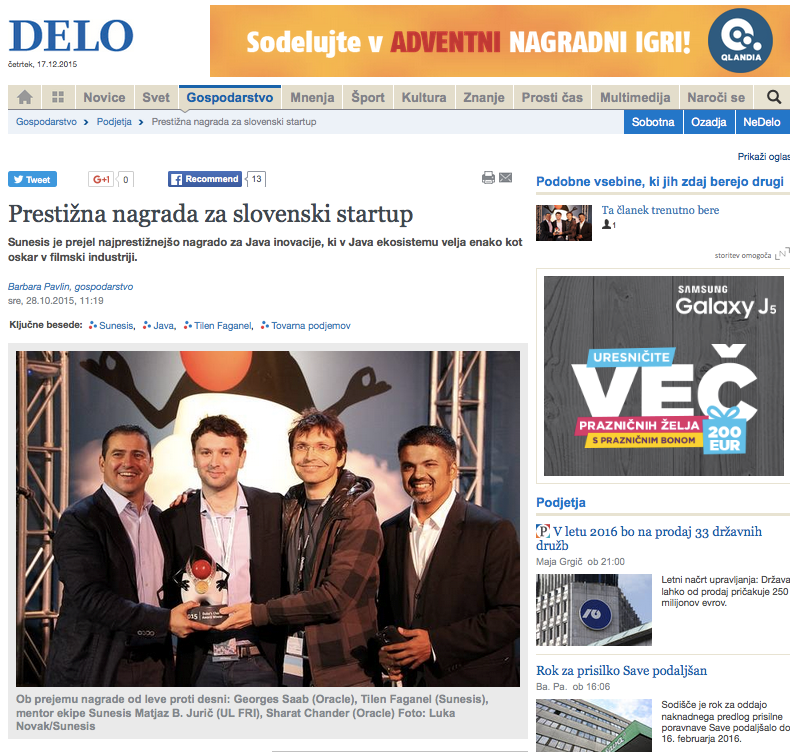 DELO
četrtek, 17.12.2015
Sodelujte v ADVENTNI NAGRADNI IGRI!
QLANDIA
Novice Svet Gospodarstvo Mnenja Šport Kultura Znanje Prosti čas Multimedija Naroči se
Gospodarstvo Podjetja Prestižna nagrada za slovenski startup
Sobotna Ozadja NeDelo
Prikaži oglas
Tweet G+1 0 Recommend 13
Prestižna nagrada za slovenski startup
Sunesis je prejel najprestižnejšo nagrado za Java inovacije, ki v Java ekosistemu velja enako kot
oskar v filmski industriji.
Barbara Pavlin, gospodarstvo
sre, 28.10.2015, 11:19
Ključne besede: Sunesis, Java, Tilen Faganel, Tovarna podjemov
Ob prejemu nagrade od leve proti desni: Georges Saab (Oracle), Tilen Faganel (Sunesis),
mentor ekipe Sunesis Matjaz B. Jurič (UL FRI), Sharat Chander (Oracle) Foto: Luka
Novak/Sunesis
Podobne vsebine, ki jih zdaj berejo drugi
Ta članek trenutno bere
1
storitev omogoča
SAMSUNG
Galaxy J5
URESNIČITE
VEČ
PRAZNIČNIH ŽELJA
S PRAZNIČNIM BONOM
200
EUR
Podjetja
P V letu 2016 bo na prodaj 33 državnih
družb
Maja Grgič ob 21:00
Letni načrt upravljanja: Država
lahko od prodaj pričakuje 250
milijonov evrov.
Rok za prisilko Save podaljšan
Ba. Pa. ob 16:06
Sodišče je rok za oddajo
naknadnega predlog prisilne
poravnave Save podaljšalo do
16. februarja 2016.